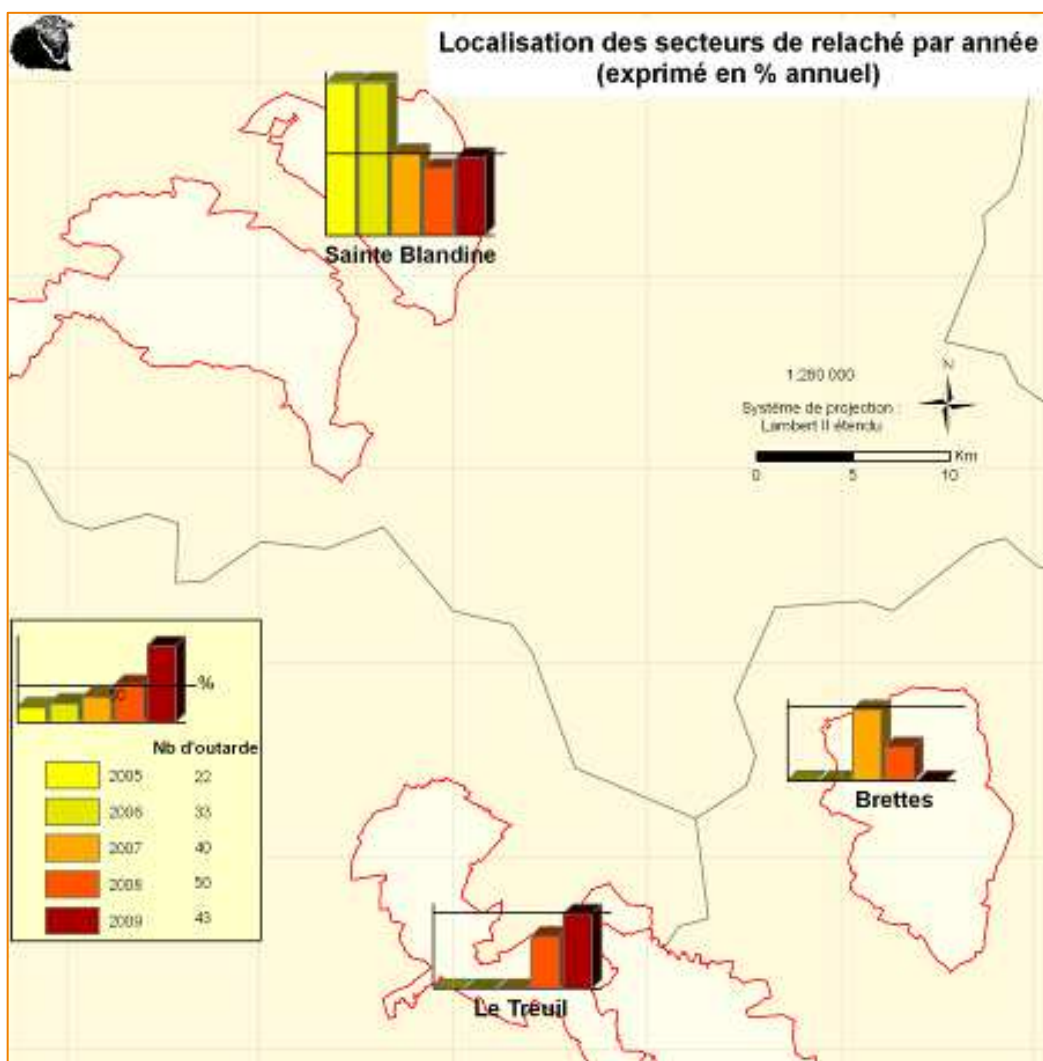 Localisation des secteurs de relaché par année
(exprimé en % annuel)
Sainte Blandine
1:280 000
N
Système de projection :
Lambert II étendu
Km
0 5 10
%
Nb d'outarde
2005 22
2006 33
2007 40
2008 50
2009 43
Brettes
Le Treuil